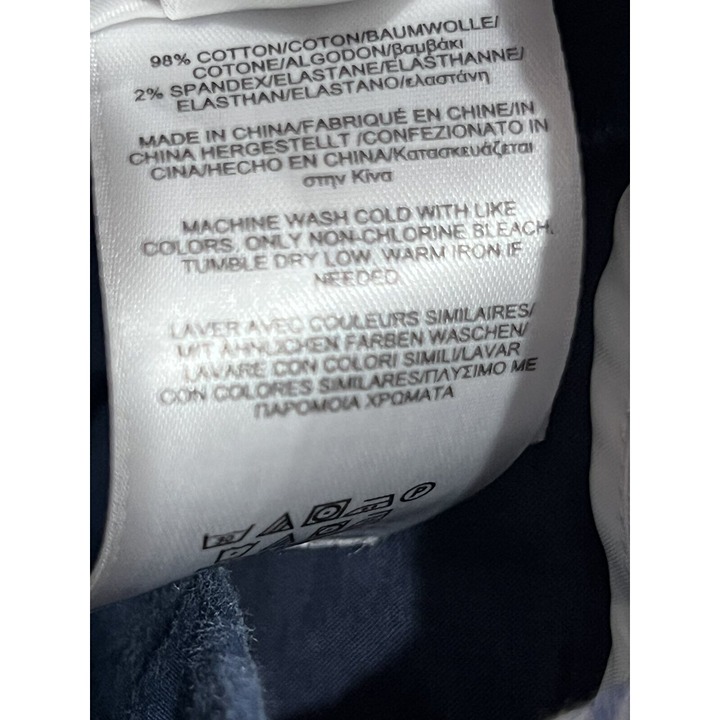 98% COTTON/COTON/BAUMWOLLE/
COTONE/ALGODON/βαμβάκι
2% SPANDEX/ELASTANE/ELASTHANNE/
ELASTHAN/ELASTANO/ελαστάνη
MADE IN CHINA/FABRIQUÉ EN CHINE/IN
CHINA HERGESTELLT /CONFEZIONATO IN
CINA/HECHO EN CHINA/Κατασκευάζεται
στην Κίνα
MACHINE WASH COLD WITH LIKE
COLORS, ONLY NON-CHLORINE BLEACH.
TUMBLE DRY LOW, WARM IRON IF
NEEDED
LAVER AVEC COULEURS SIMILAIRES/
MIT ÄHNLICHEN FARBEN WASCHEN/
LAVARE CON COLORI SIMILI/LAVAR
CON COLORES SIMILARES/ΠΛΥΣΙΜΟ ΜΕ
ΠΑΡΟΜΟΙΑ ΧΡΩΜΑΤΑ
30 P